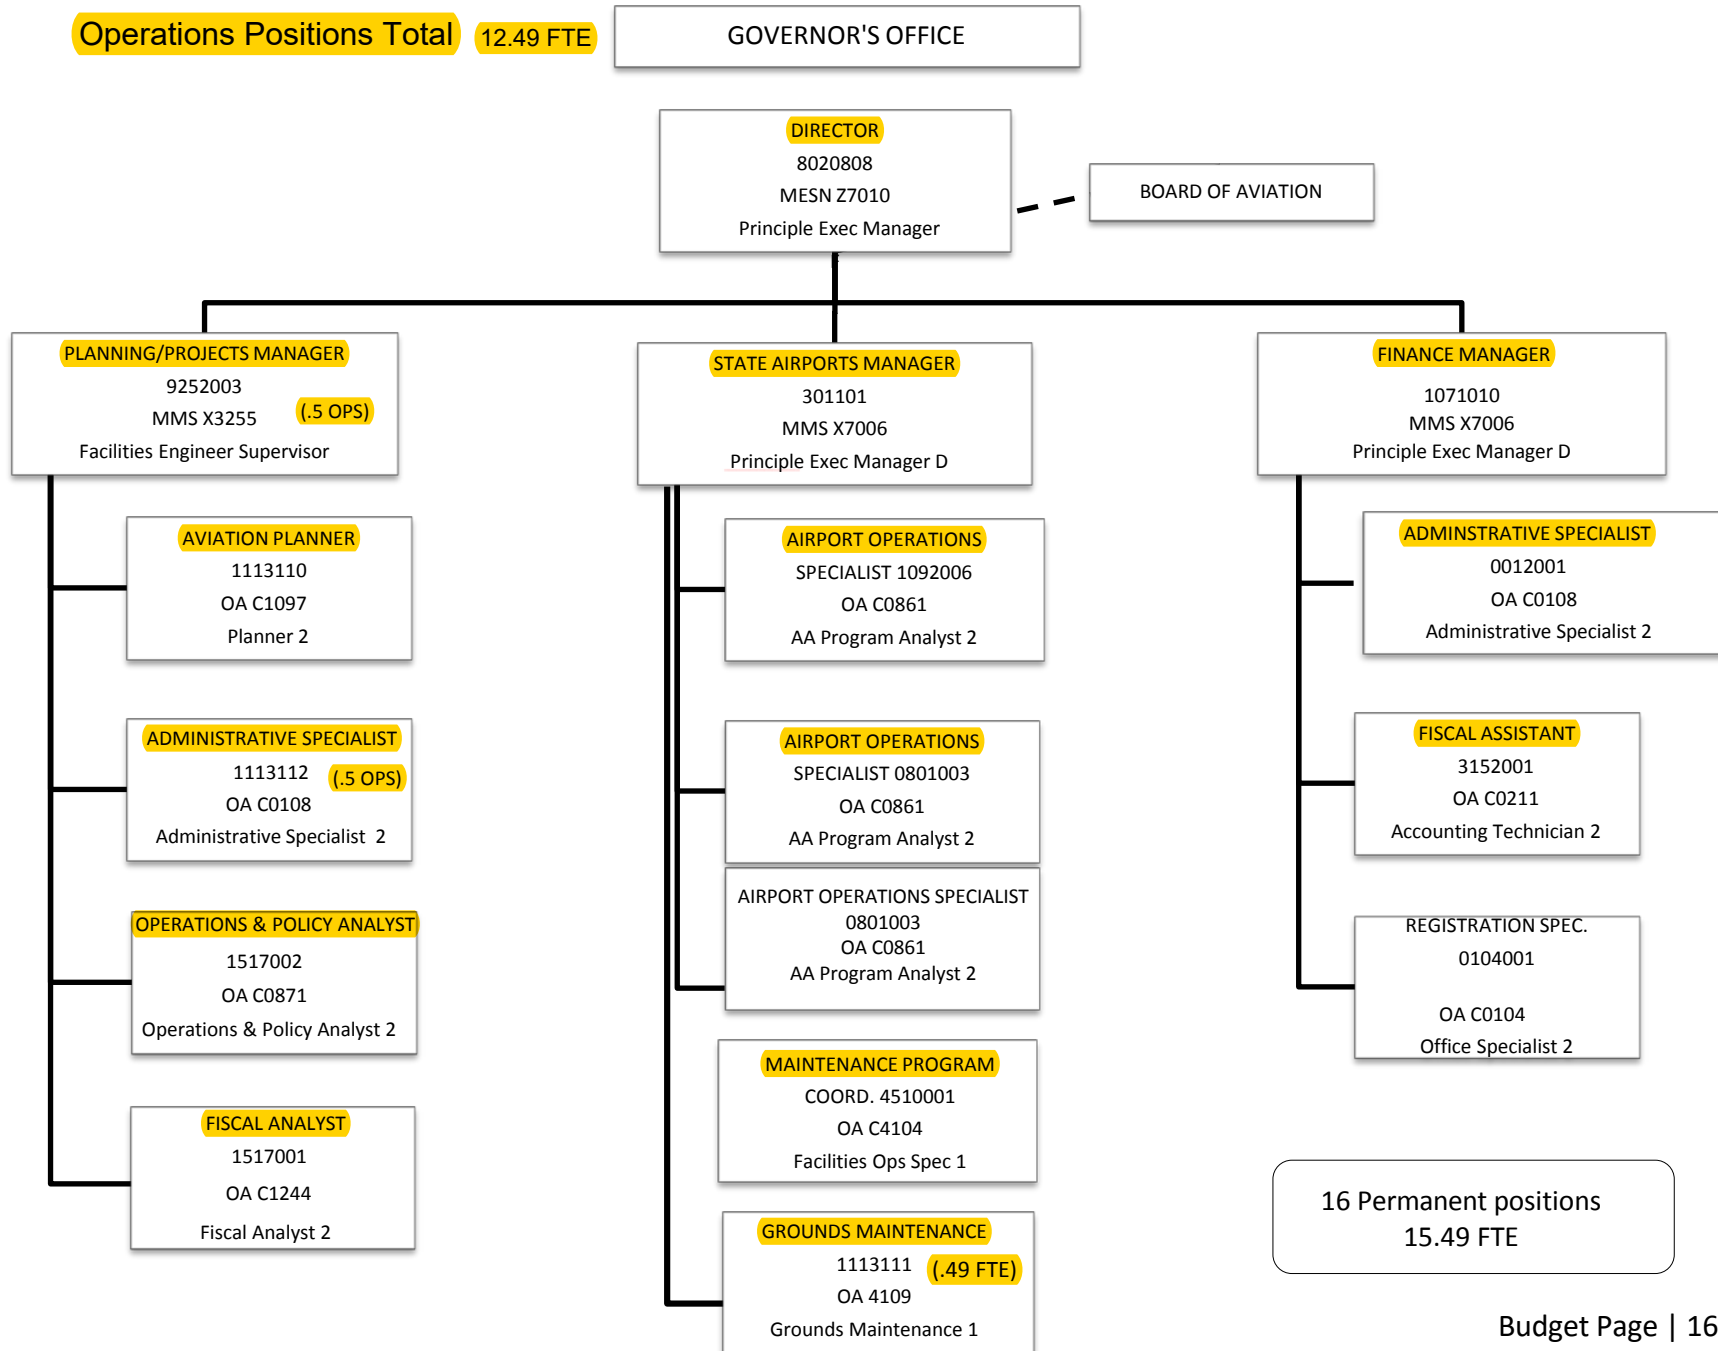 Operations Positions Total 12.49 FTE
GOVERNOR'S OFFICE
DIRECTOR
8020808
MESN Z7010
Principle Exec Manager
BOARD OF AVIATION
PLANNING/PROJECTS MANAGER
9252003
MMS X3255 (.5 OPS)
Facilities Engineer Supervisor
AVIATION PLANNER
1113110
OA C1097
Planner 2
ADMINISTRATIVE SPECIALIST
1113112 (.5 OPS)
OA C0108
Administrative Specialist 2
OPERATIONS & POLICY ANALYST
1517002
OA C0871
Operations & Policy Analyst 2
FISCAL ANALYST
1517001
OA C1244
Fiscal Analyst 2
STATE AIRPORTS MANAGER
301101
MMS X7006
Principle Exec Manager D
AIRPORT OPERATIONS
SPECIALIST 1092006
OA C0861
AA Program Analyst 2
AIRPORT OPERATIONS
SPECIALIST 0801003
OA C0861
AA Program Analyst 2
AIRPORT OPERATIONS SPECIALIST
0801003
OA C0861
AA Program Analyst 2
MAINTENANCE PROGRAM
COORD. 4510001
OA C4104
Facilities Ops Spec 1
GROUNDS MAINTENANCE
1113111 (.49 FTE)
OA 4109
Grounds Maintenance 1
FINANCE MANAGER
1071010
MMS X7006
Principle Exec Manager D
ADMINSTRATIVE SPECIALIST
0012001
OA C0108
Administrative Specialist 2
FISCAL ASSISTANT
3152001
OA C0211
Accounting Technician 2
REGISTRATION SPEC.
0104001
OA C0104
Office Specialist 2
16 Permanent positions
15.49 FTE
Budget Page | 16